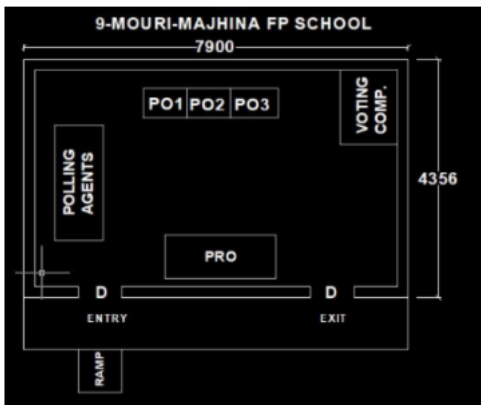 9-MOURI-MAJHINA FP SCHOOL
7900
PO1 PO2 PO3
VOTING
COMP.
POLLING
AGENTS
4356
PRO
D
D
ENTRY
EXIT
RAMP